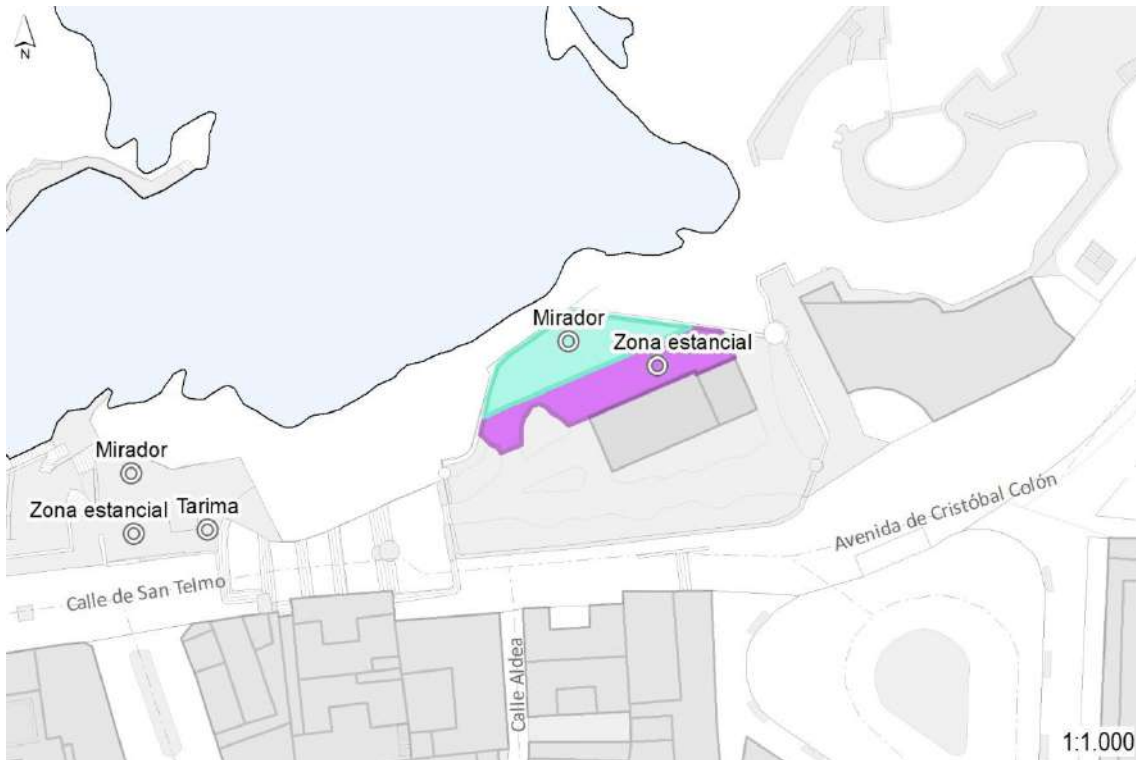 N
Mirador
Zona estancial
Mirador
Zona estancial
Tarima
Avenida de Cristóbal Colón
Calle de San Telmo
Calle Aldea
1:1.000